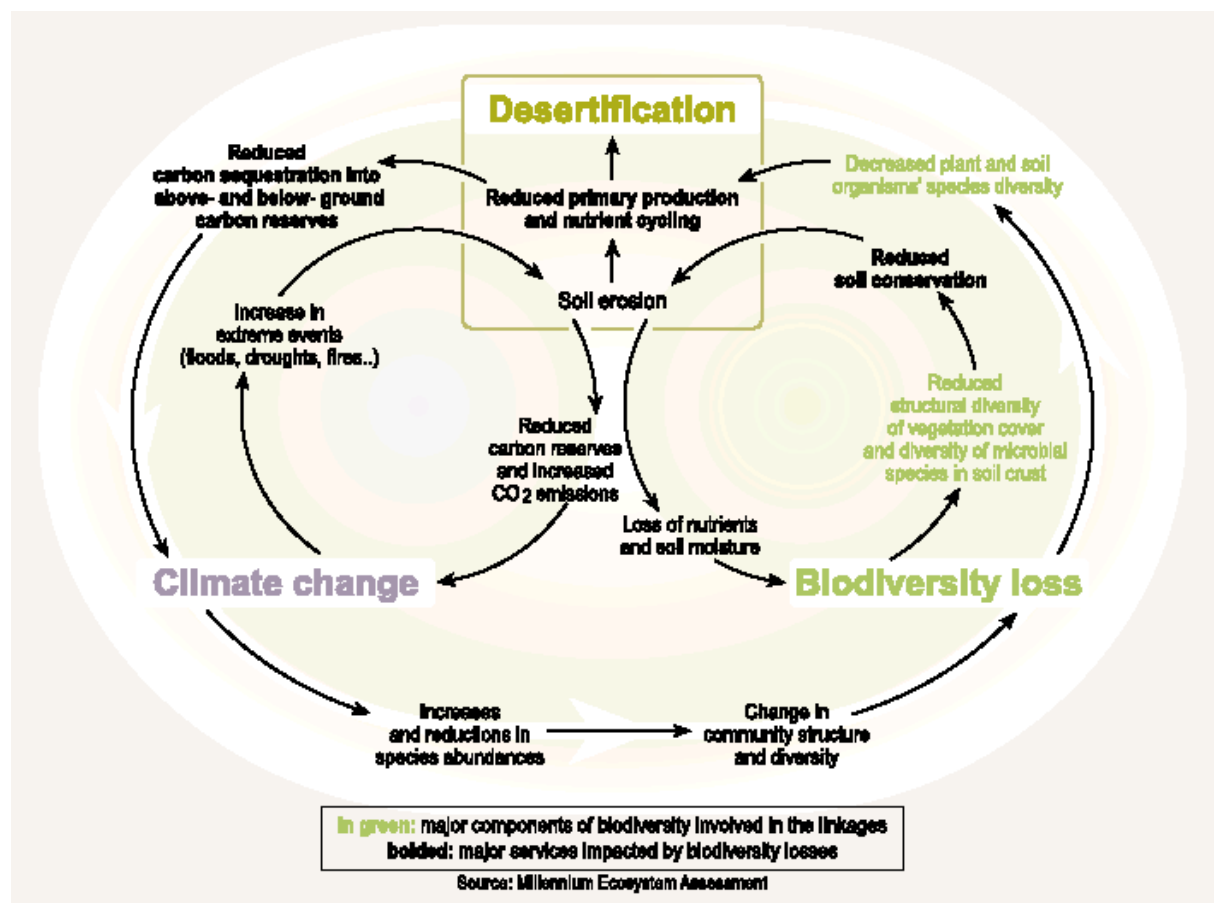 Desertification
Reduced
carbon sequestration into
above- and below- ground
carbon reserves
Reduced primary production
and nutrient cycling
Decreased plant and soil
organisms' species diversity
Reduced
soil conservation
Soil erosion
Increase in
extreme events
(floods, droughts, fires..)
Reduced
structural diversity
of vegetation cover
and diversity of microbial
species in soil crust
Reduced
carbon reserves
and increased
CO2 emissions
Loss of nutrients
and soil moisture
Climate change
Biodiversity loss
Increases
and reductions in
species abundances
Change in
community structure
and diversity
in green: major components of biodiversity involved in the linkages
bolded: major services impacted by biodiversity losses
Source: Millennium Ecosystem Assessment